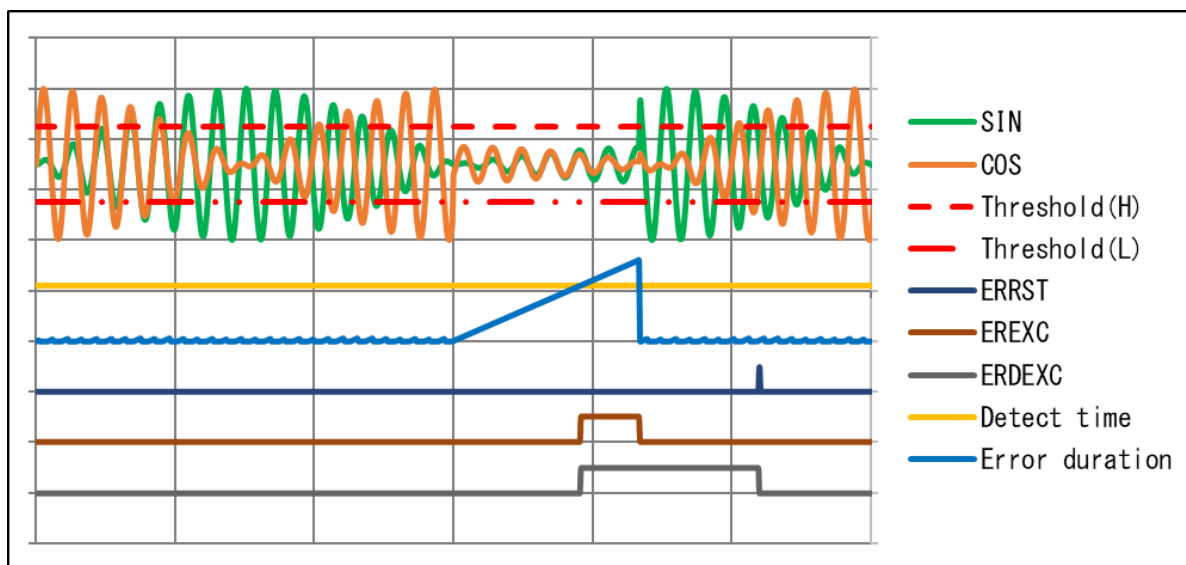 SIN
COS
Threshold(H)
Threshold(L)
ERRST
EREXC
ERDEXC
Detect time
Error duration